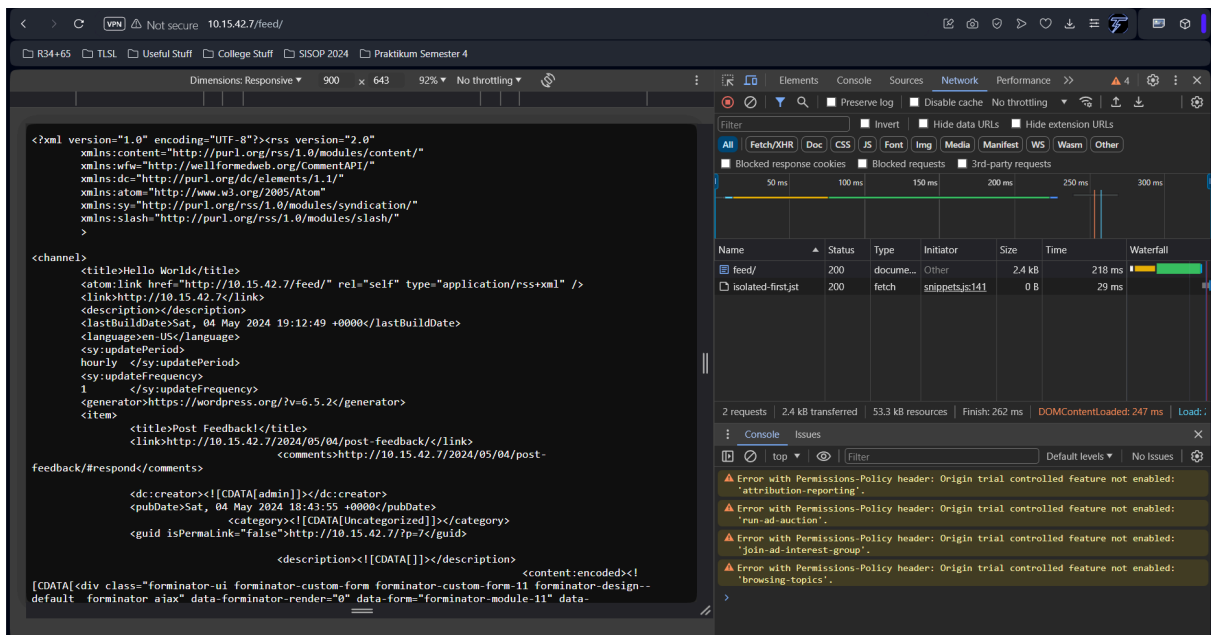 VPN Not secure 10.15.42.7/feed/
R34+65 TLSL Useful Stuff College Stuff SISOP 2024 Praktikum Semester 4
Dimensions: Responsive ▼ 900 x 643 92% ▼ No throttling ▼
<?xml version="1.0" encoding="UTF-8"?><rss version="2.0"
xmlns:content="http://purl.org/rss/1.0/modules/content/"
xmlns:wfw="http://wellformedweb.org/CommentAPI/"
xmlns:dc="http://purl.org/dc/elements/1.1/"
xmlns:atom="http://www.w3.org/2005/Atom"
xmlns:sy="http://purl.org/rss/1.0/modules/syndication/"
xmlns:slash="http://purl.org/rss/1.0/modules/slash/"
>
<channel>
<title>Hello World</title>
<atom:link href="http://10.15.42.7/feed/" rel="self" type="application/rss+xml" />
<link>http://10.15.42.7</link>
<description></description>
<lastBuildDate>Sat, 04 May 2024 19:12:49 +0000</lastBuildDate>
<language>en-US</language>
<sy:updatePeriod>
hourly </sy:updatePeriod>
<sy:updateFrequency>
1 </sy:updateFrequency>
<generator>https://wordpress.org/?v=6.5.2</generator>
<item>
<title>Post Feedback!</title>
<link>http://10.15.42.7/2024/05/04/post-feedback/</link>
<comments>http://10.15.42.7/2024/05/04/post-
feedback/#respond</comments>
<dc:creator><![CDATA[admin]]></dc:creator>
<pubDate>Sat, 04 May 2024 18:43:55 +0000</pubDate>
<category><![CDATA[Uncategorized]]></category>
<guid isPermaLink="false">http://10.15.42.7/?p=7</guid>
<description><![CDATA[]]></description>
<content:encoded><!
[CDATA[<div class="forminator-ui forminator-custom-form forminator-custom-form-11 forminator-design--
default forminator_ajax" data-forminator-render="0" data-form="forminator-module-11" data-
Elements Console Sources Network Performance >> 4
Preserve log Disable cache No throttling ▼
Filter Invert Hide data URLs Hide extension URLs
All Fetch/XHR Doc CSS JS Font Img Media Manifest WS Wasm Other
Blocked response cookies Blocked requests 3rd-party requests
50 ms 100 ms 150 ms 200 ms 250 ms 300 ms
Name Status Type Initiator Size Time Waterfall
feed/ 200 docume... Other 2.4 kB 218 ms
isolated-first.jst 200 fetch snippets.js:141 0 B 29 ms
2 requests 2.4 kB transferred 53.3 kB resources Finish: 262 ms DOMContentLoaded: 247 ms Load:
Console Issues
top ▼ Filter Default levels ▼ No Issues
Error with Permissions-Policy header: Origin trial controlled feature not enabled:
'attribution-reporting'.
Error with Permissions-Policy header: Origin trial controlled feature not enabled:
'run-ad-auction'.
Error with Permissions-Policy header: Origin trial controlled feature not enabled:
'join-ad-interest-group'.
Error with Permissions-Policy header: Origin trial controlled feature not enabled:
'browsing-topics'.